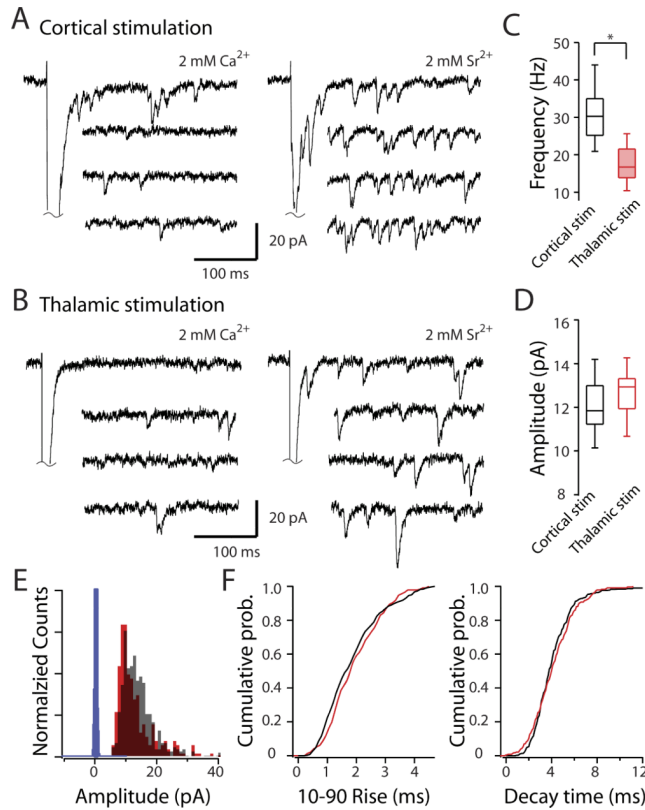 A Cortical stimulation
2 mM Ca²⁺
2 mM Sr²⁺
20 pA
100 ms
B Thalamic stimulation
2 mM Ca²⁺
2 mM Sr²⁺
20 pA
100 ms
C
*
Frequency (Hz)
50
40
30
20
10
Cortical stim
Thalamic stim
D
Amplitude (pA)
16
14
12
10
8
Cortical stim
Thalamic stim
E
Normalzied Counts
0 20 40
Amplitude (pA)
F
Cumulative prob.
1.0
0.8
0.6
0.4
0.2
0.0
0 2 4
10-90 Rise (ms)
Cumulative prob.
1.0
0.8
0.6
0.4
0.2
0.0
0 4 8 12
Decay time (ms)